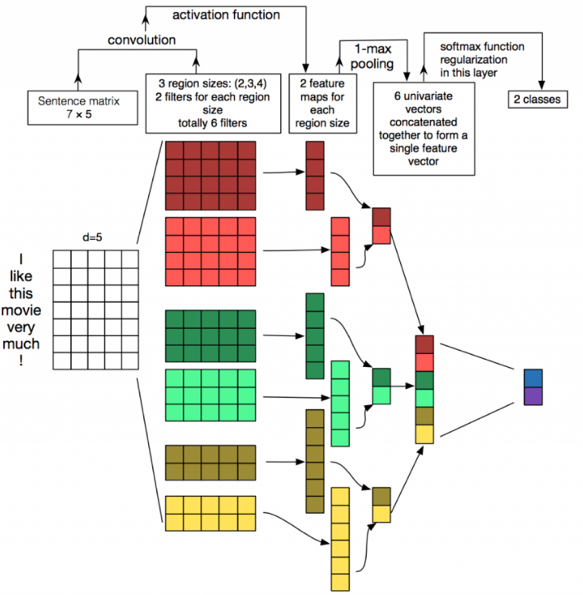 activation function
convolution
1-max
pooling
softmax function
regularization
in this layer
Sentence matrix
7 × 5
3 region sizes: (2,3,4)
2 filters for each region
size
totally 6 filters
2 feature
maps for
each
region size
6 univariate
vectors
concatenated
together to form a
single feature
vector
2 classes
d=5
I
like
this
movie
very
much
!